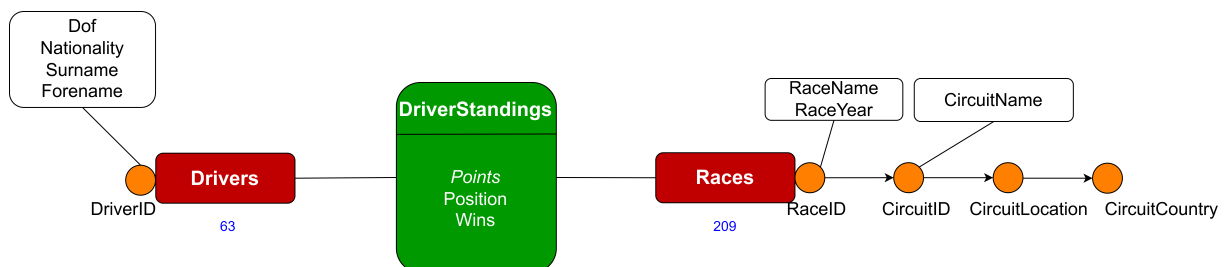 Dof
Nationality
Surname
Forename
DriverID
Drivers
63
DriverStandings
Points
Position
Wins
Races
209
RaceName
RaceYear
CircuitName
RaceID
CircuitID
CircuitLocation
CircuitCountry